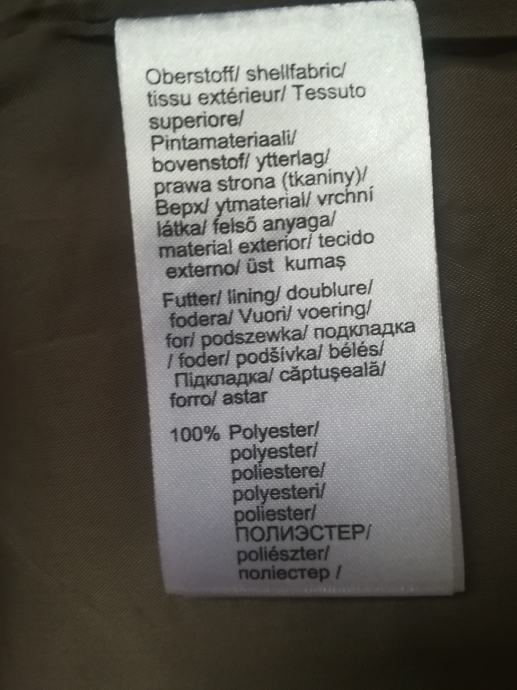 Oberstoff/ shellfabric/
tissu extérieur/ Tessuto
superiore/
Pintamateriaali/
bovenstof/ ytterlag/
prawa strona (tkaniny)/
Верх/ ytmaterial/ vrchní
látka/ felső anyaga/
material exterior/ tecido
externo/ üst kumaş
Futter/ lining/ doublure/
fodera/ Vuori/ voering/
for/ podszewka/ подкладка
/ foder/ podšívka/ bélés/
Підкладка/ căptuşeală/
forro/ astar
100% Polyester/
polyester/
poliestere/
polyesteri/
poliester/
ПОЛИЭСТЕР/
poliészter/
поліестер /